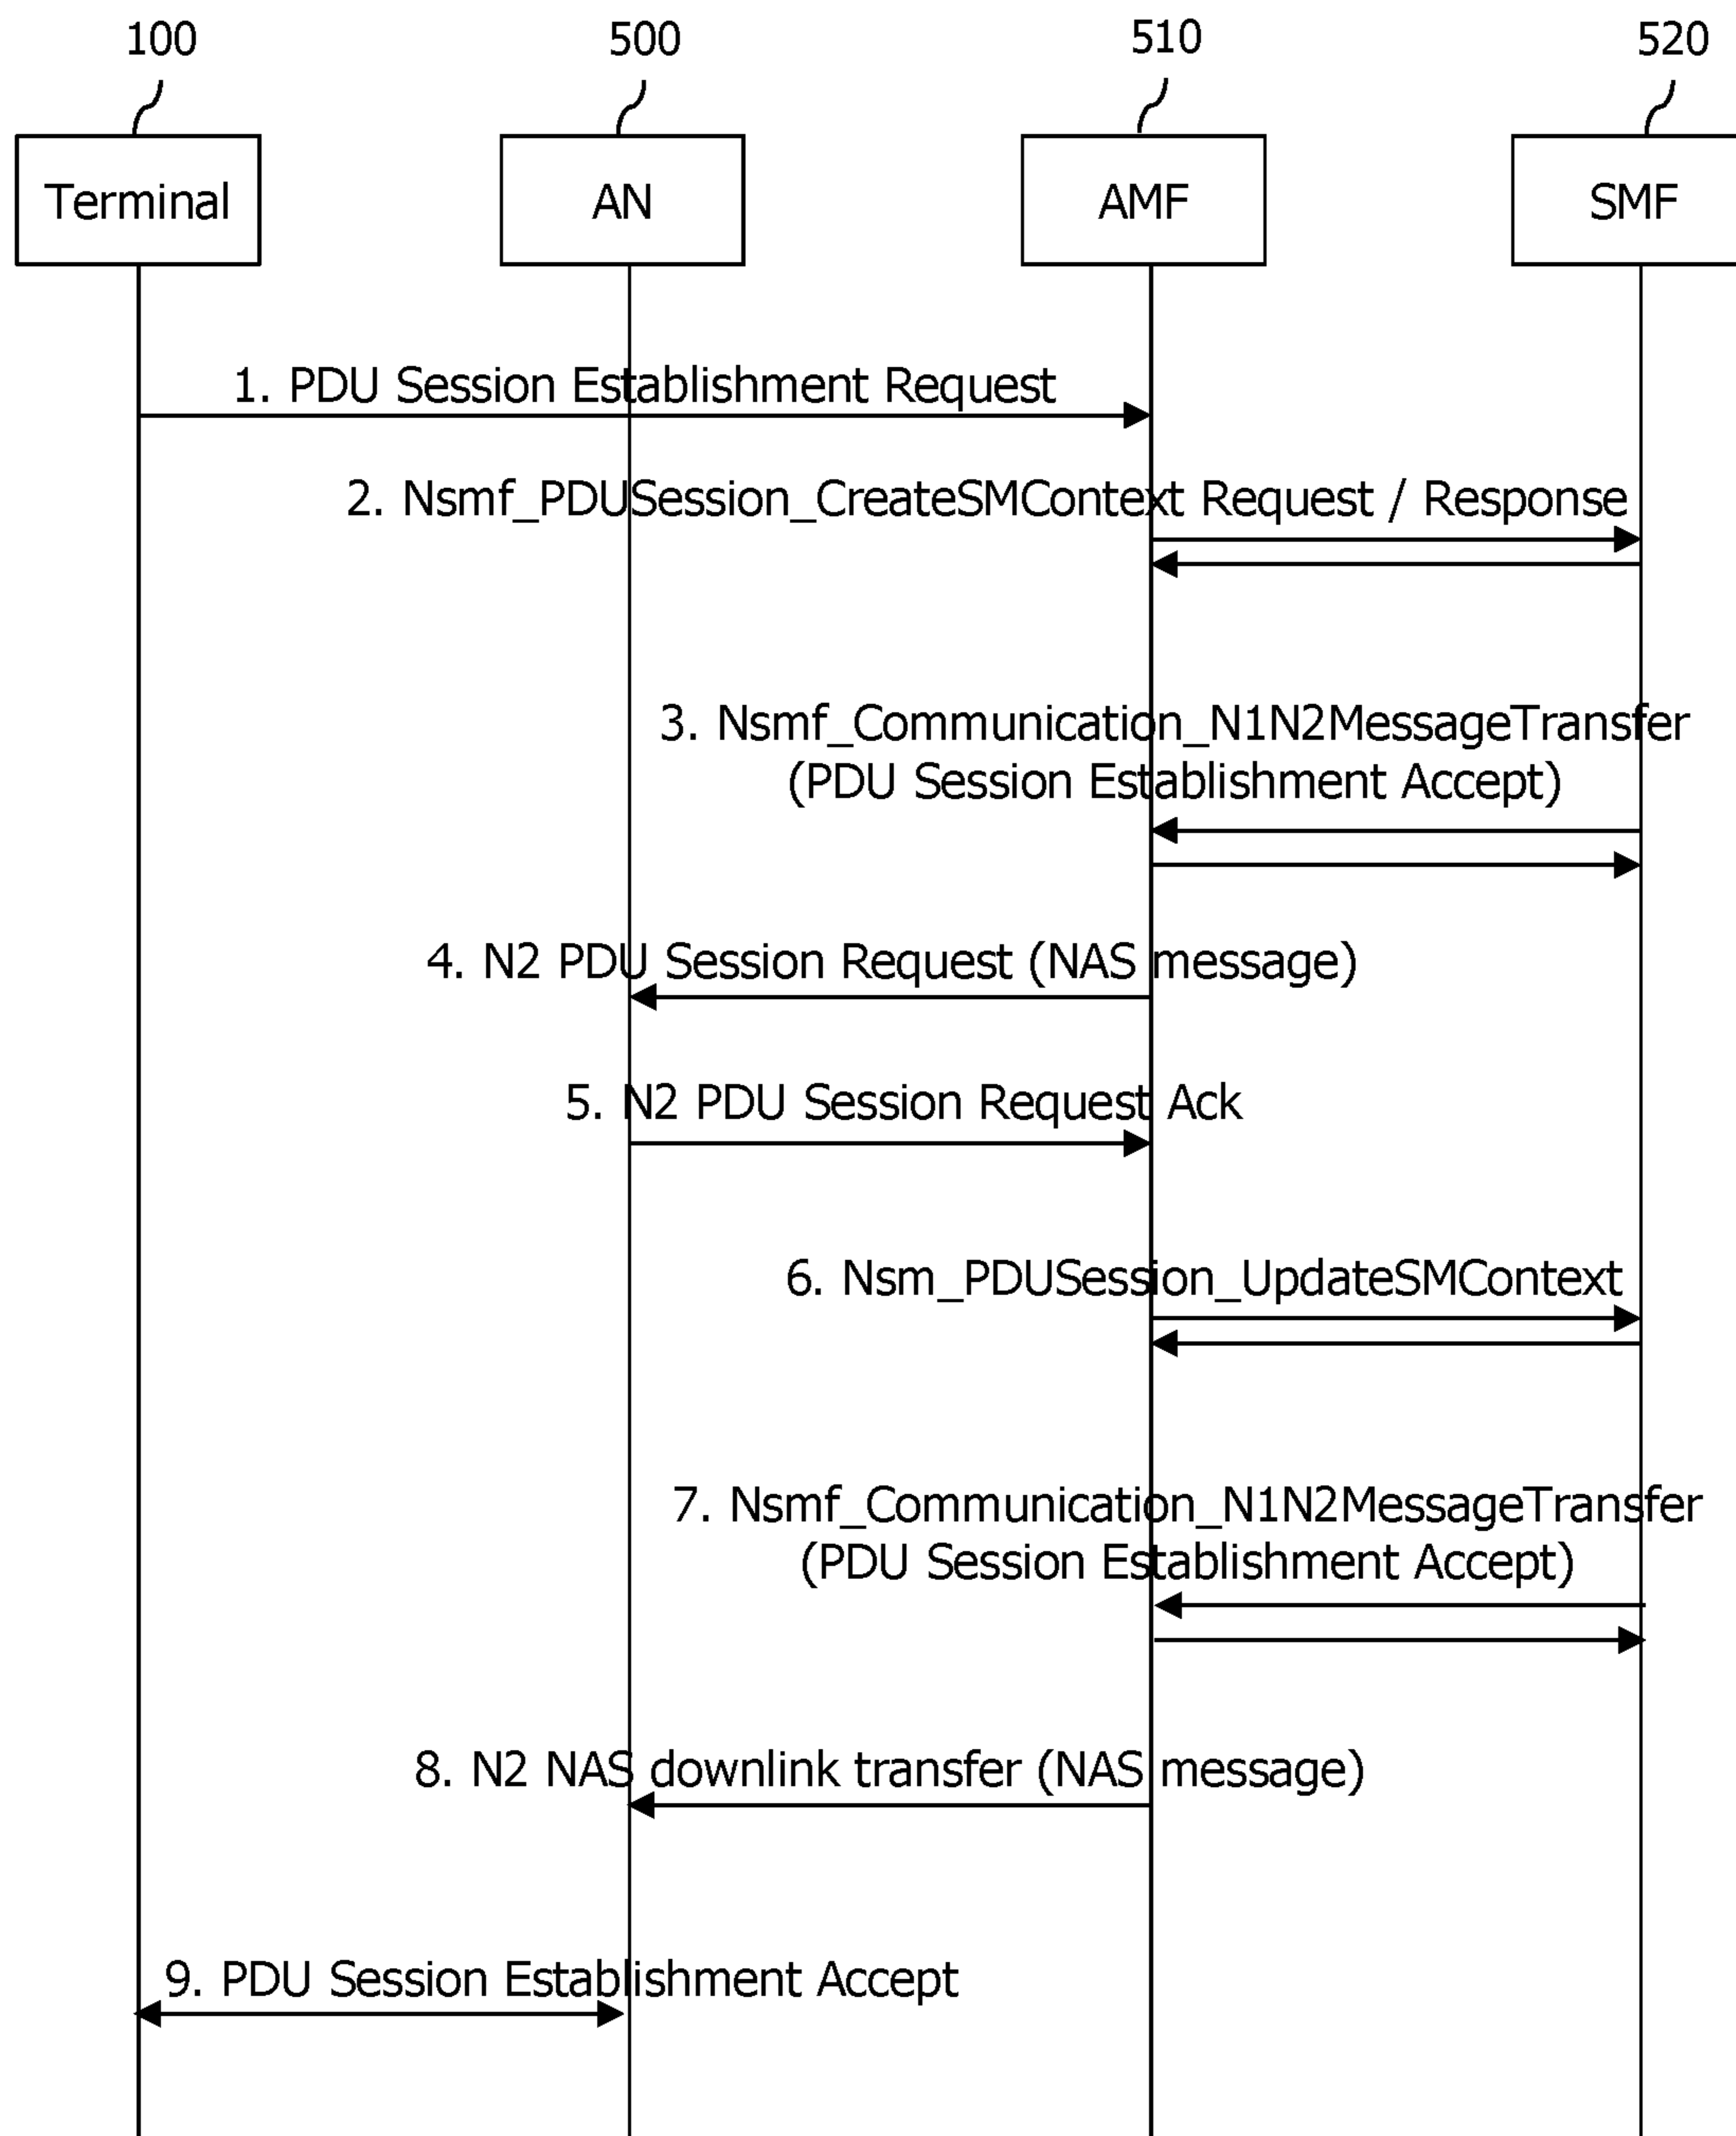 100
500
510
520
Terminal
AN
AMF
SMF
1. PDU Session Establishment Request
2. Nsmf_PDUSession_CreateSMContext Request / Response
3. Nsmf_Communication_N1N2MessageTransfer
(PDU Session Establishment Accept)
4. N2 PDU Session Request (NAS message)
5. N2 PDU Session Request Ack
6. Nsm_PDUSession_UpdateSMContext
7. Nsmf_Communication_N1N2MessageTransfer
(PDU Session Establishment Accept)
8. N2 NAS downlink transfer (NAS message)
9. PDU Session Establishment Accept